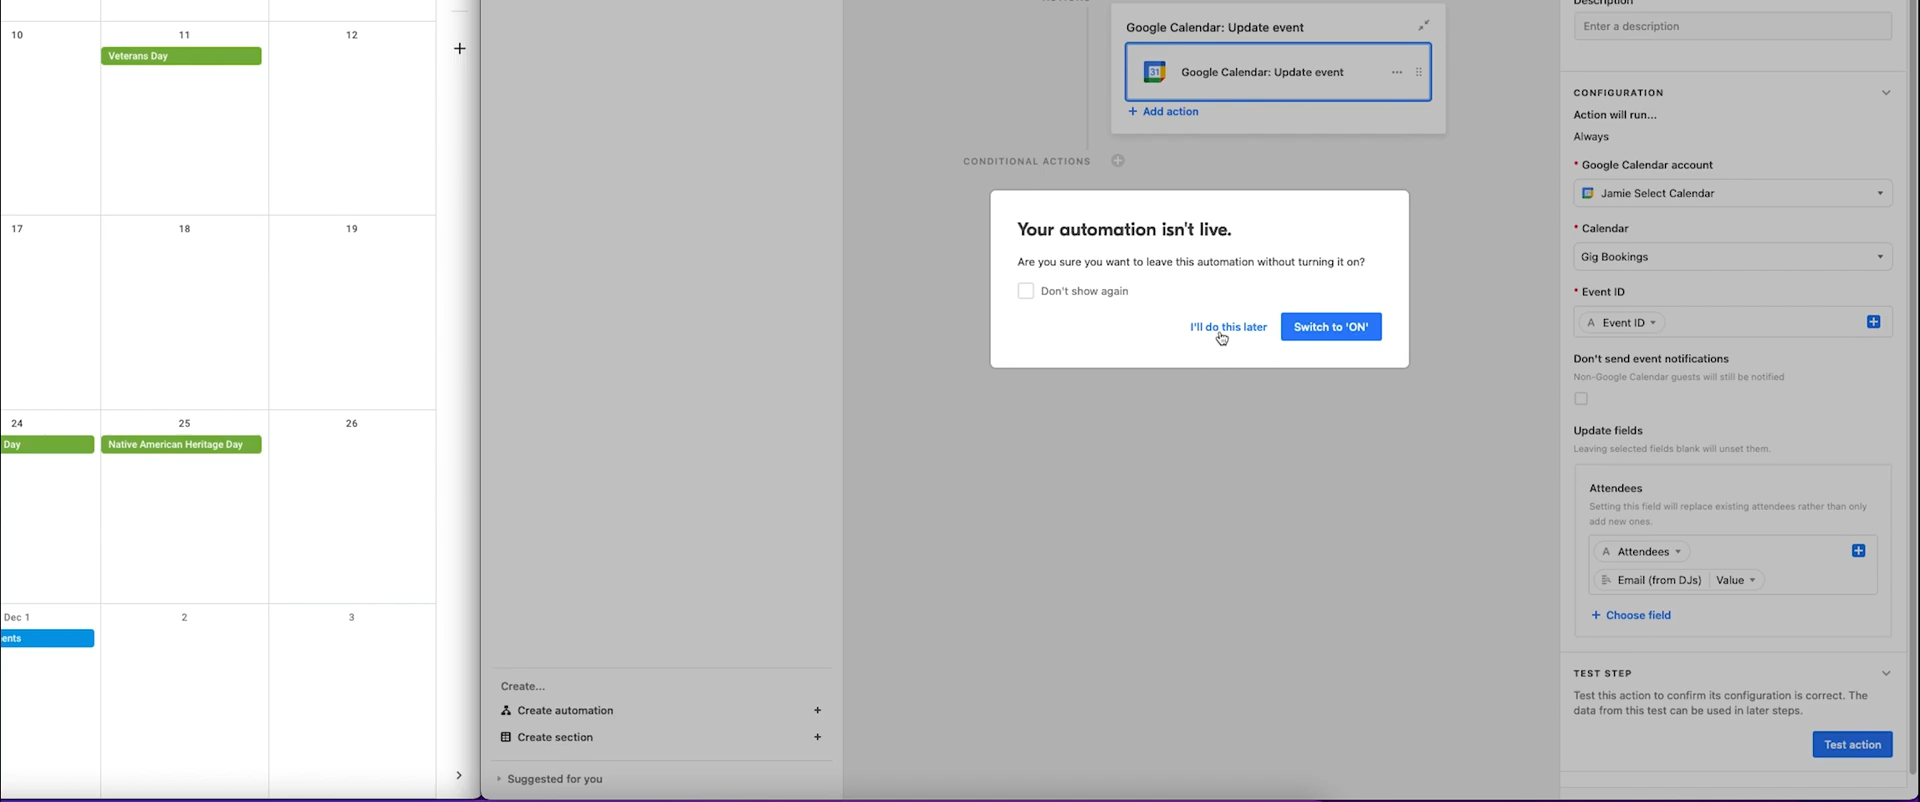 10
11
12
Veterans Day
17
18
19
24
25
26
Day
Native American Heritage Day
Dec 1
2
3
ents
Create...
Create automation
Create section
Suggested for you
Google Calendar: Update event
31
Google Calendar: Update event
+ Add action
CONDITIONAL ACTIONS
Your automation isn't live.
Are you sure you want to leave this automation without turning it on?
Don't show again
I'll do this later
Switch to 'ON'
Description
Enter a description
CONFIGURATION
Action will run...
Always
* Google Calendar account
Jamie Select Calendar
* Calendar
Gig Bookings
* Event ID
A Event ID
Don't send event notifications
Non-Google Calendar guests will still be notified
Update fields
Leaving selected fields blank will unset them.
Attendees
Setting this field will replace existing attendees rather than only
add new ones.
A Attendees
Email (from DJs) Value
+ Choose field
TEST STEP
Test this action to confirm its configuration is correct. The
data from this test can be used in later steps.
Test action